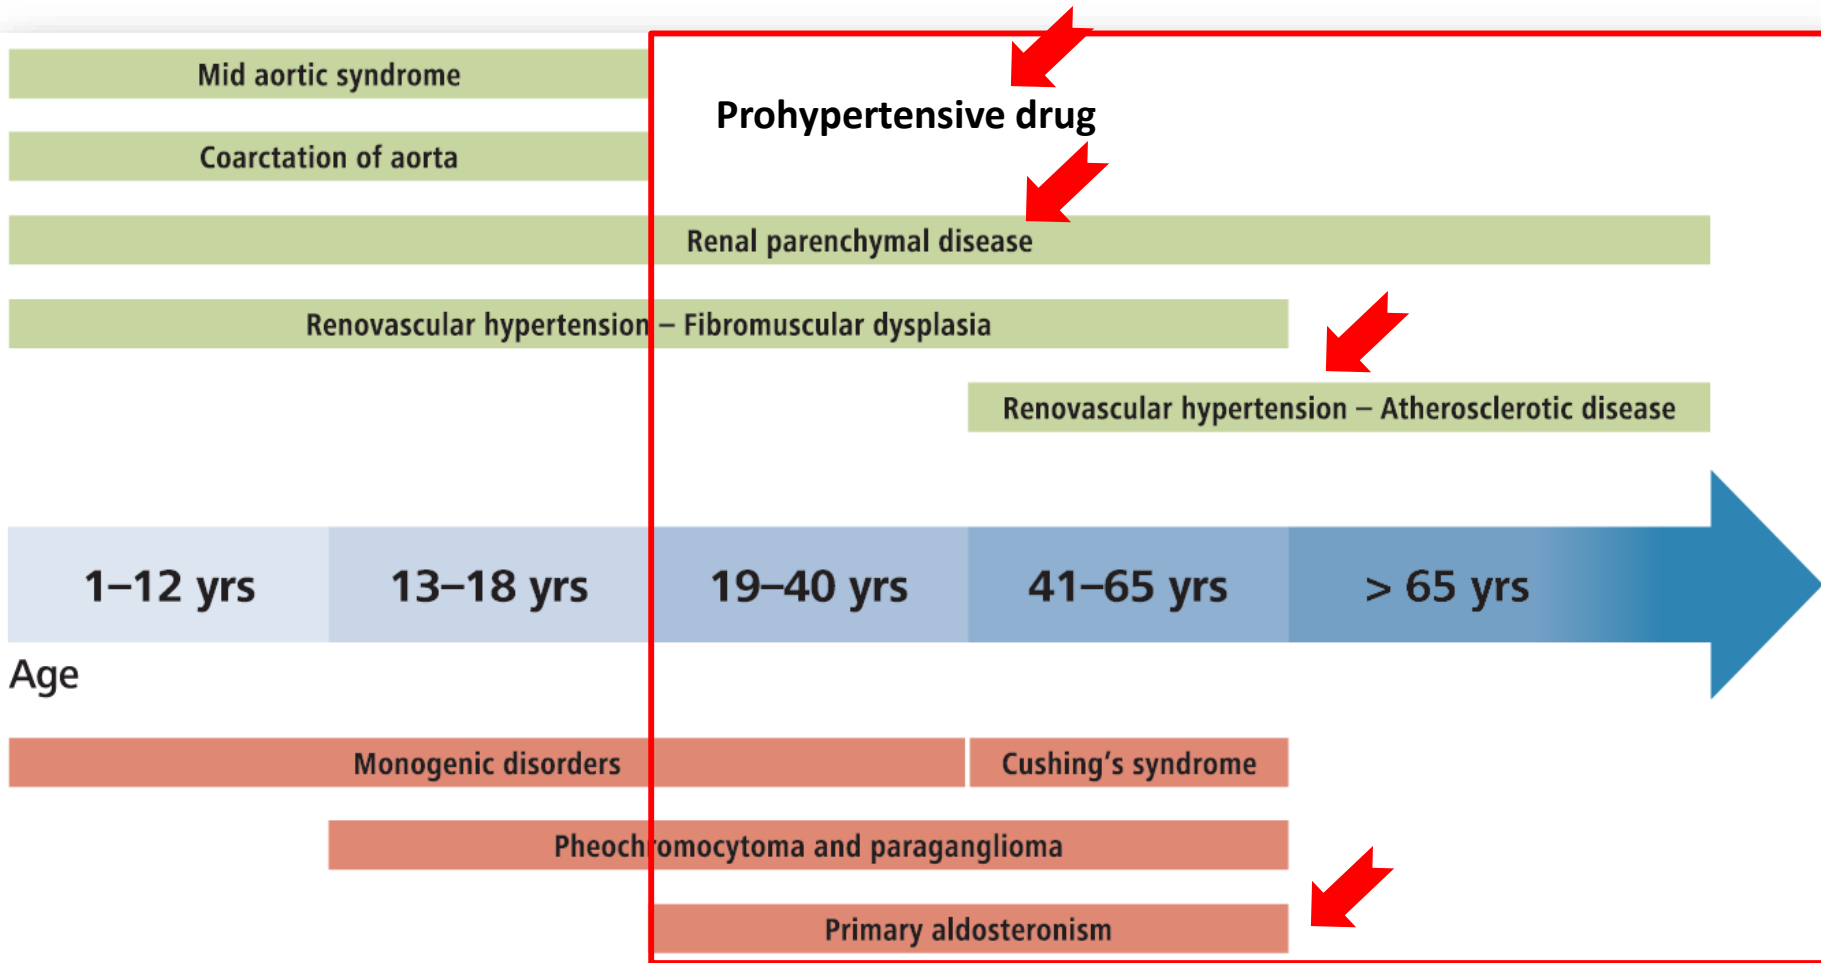 Mid aortic syndrome
Prohypertensive drug
Coarctation of aorta
Renal parenchymal disease
Renovascular hypertension – Fibromuscular dysplasia
Renovascular hypertension – Atherosclerotic disease
1–12 yrs 13–18 yrs 19–40 yrs 41–65 yrs > 65 yrs
Age
Monogenic disorders Cushing's syndrome
Pheochromocytoma and paraganglioma
Primary aldosteronism